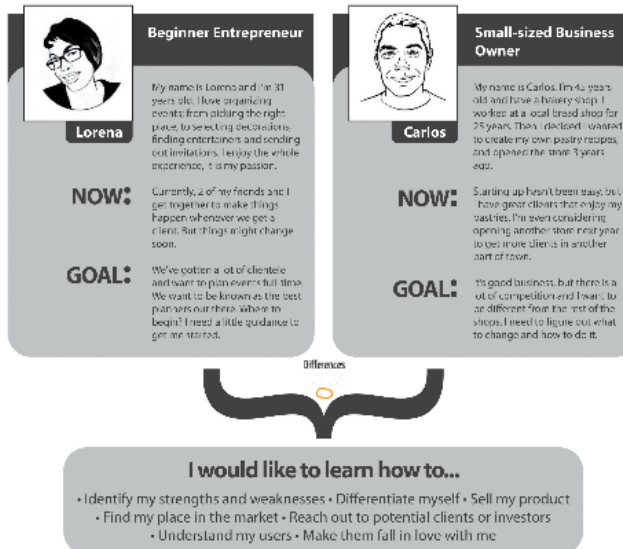 Beginner Entrepreneur
Lorena
My name is Lorena and I'm 31
years old. I love organizing
events; from picking the right
place, to selecting decorations,
finding entertainers and sending
out invitations. I enjoy the whole
experience, it is my passion.
NOW:
Currently, 2 of my friends and I
get together to make things
happen whenever we get a
client. But things might change
soon.
GOAL:
We've gotten a lot of clientele
and want to plan events full-time.
We want to be known as the best
planners out there. Where to
begin? I need a little guidance to
get me started.
Small-sized Business
Owner
Carlos
My name is Carlos. I'm 45 years
old and have a bakery shop. I
worked at a local bread shop for
25 years. Then I decided I wanted
to create my own pastry recipes,
and opened the store 3 years
ago.
NOW:
Starting up hasn't been easy, but
I have great clients that enjoy my
pastries. I'm even considering
opening another store next year
to get more clients in another
part of town.
GOAL:
It's good business, but there is a
lot of competition and I want to
be different from the rest of the
shops. I need to figure out what
to change and how to do it.
Differences
I would like to learn how to...
• Identify my strengths and weaknesses • Differentiate myself • Sell my product
• Find my place in the market • Reach out to potential clients or investors
• Understand my users • Make them fall in love with me